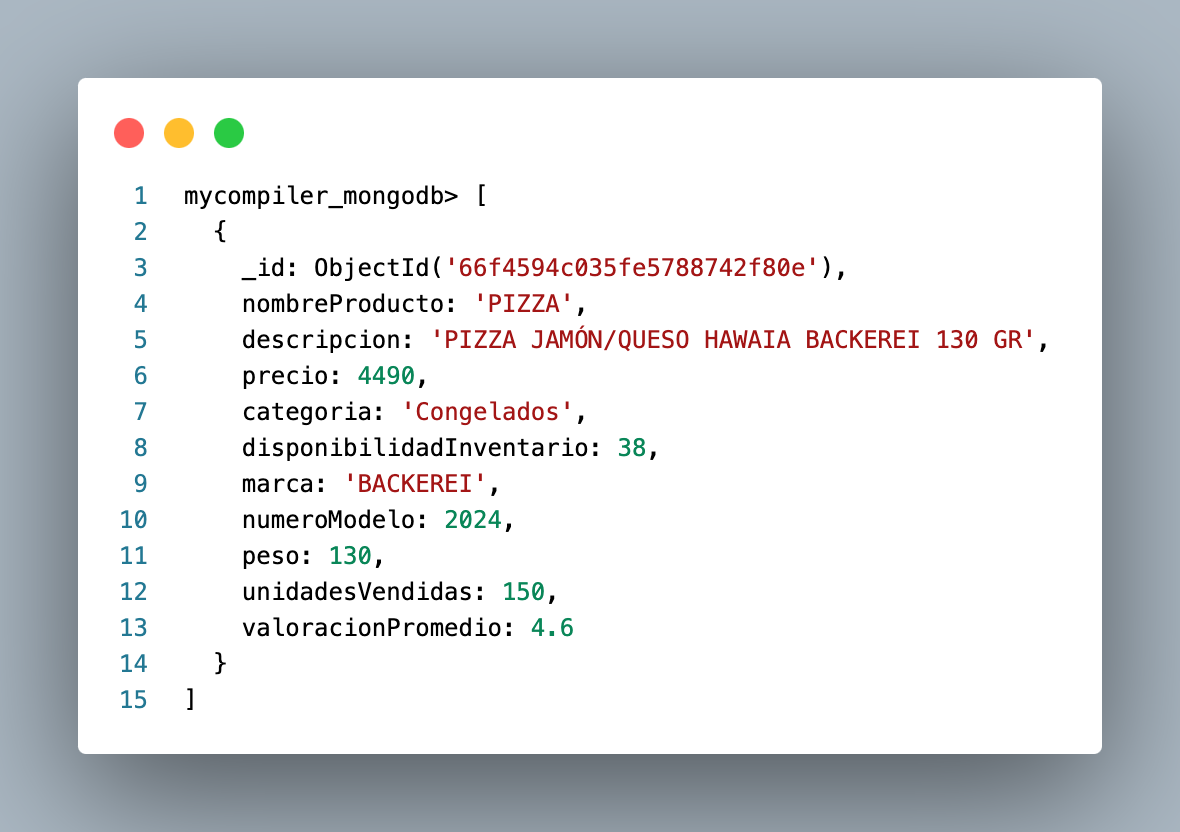 1 mycompiler_mongodb> [
2   {
3     _id: ObjectId('66f4594c035fe5788742f80e'),
4     nombreProducto: 'PIZZA',
5     descripcion: 'PIZZA JAMÓN/QUESO HAWAIA BACKEREI 130 GR',
6     precio: 4490,
7     categoria: 'Congelados',
8     disponibilidadInventario: 38,
9     marca: 'BACKEREI',
10     numeroModelo: 2024,
11     peso: 130,
12     unidadesVendidas: 150,
13     valoracionPromedio: 4.6
14   }
15 ]